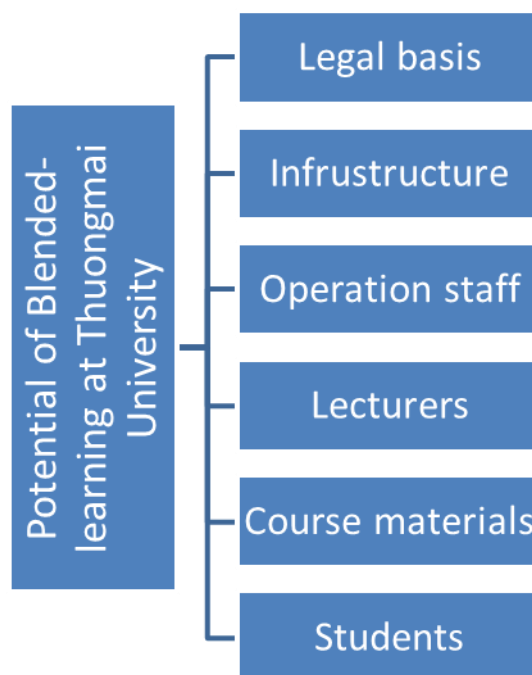 Potential of Blended-
learning at Thuongmai
University
Legal basis
Infrustructure
Operation staff
Lecturers
Course materials
Students